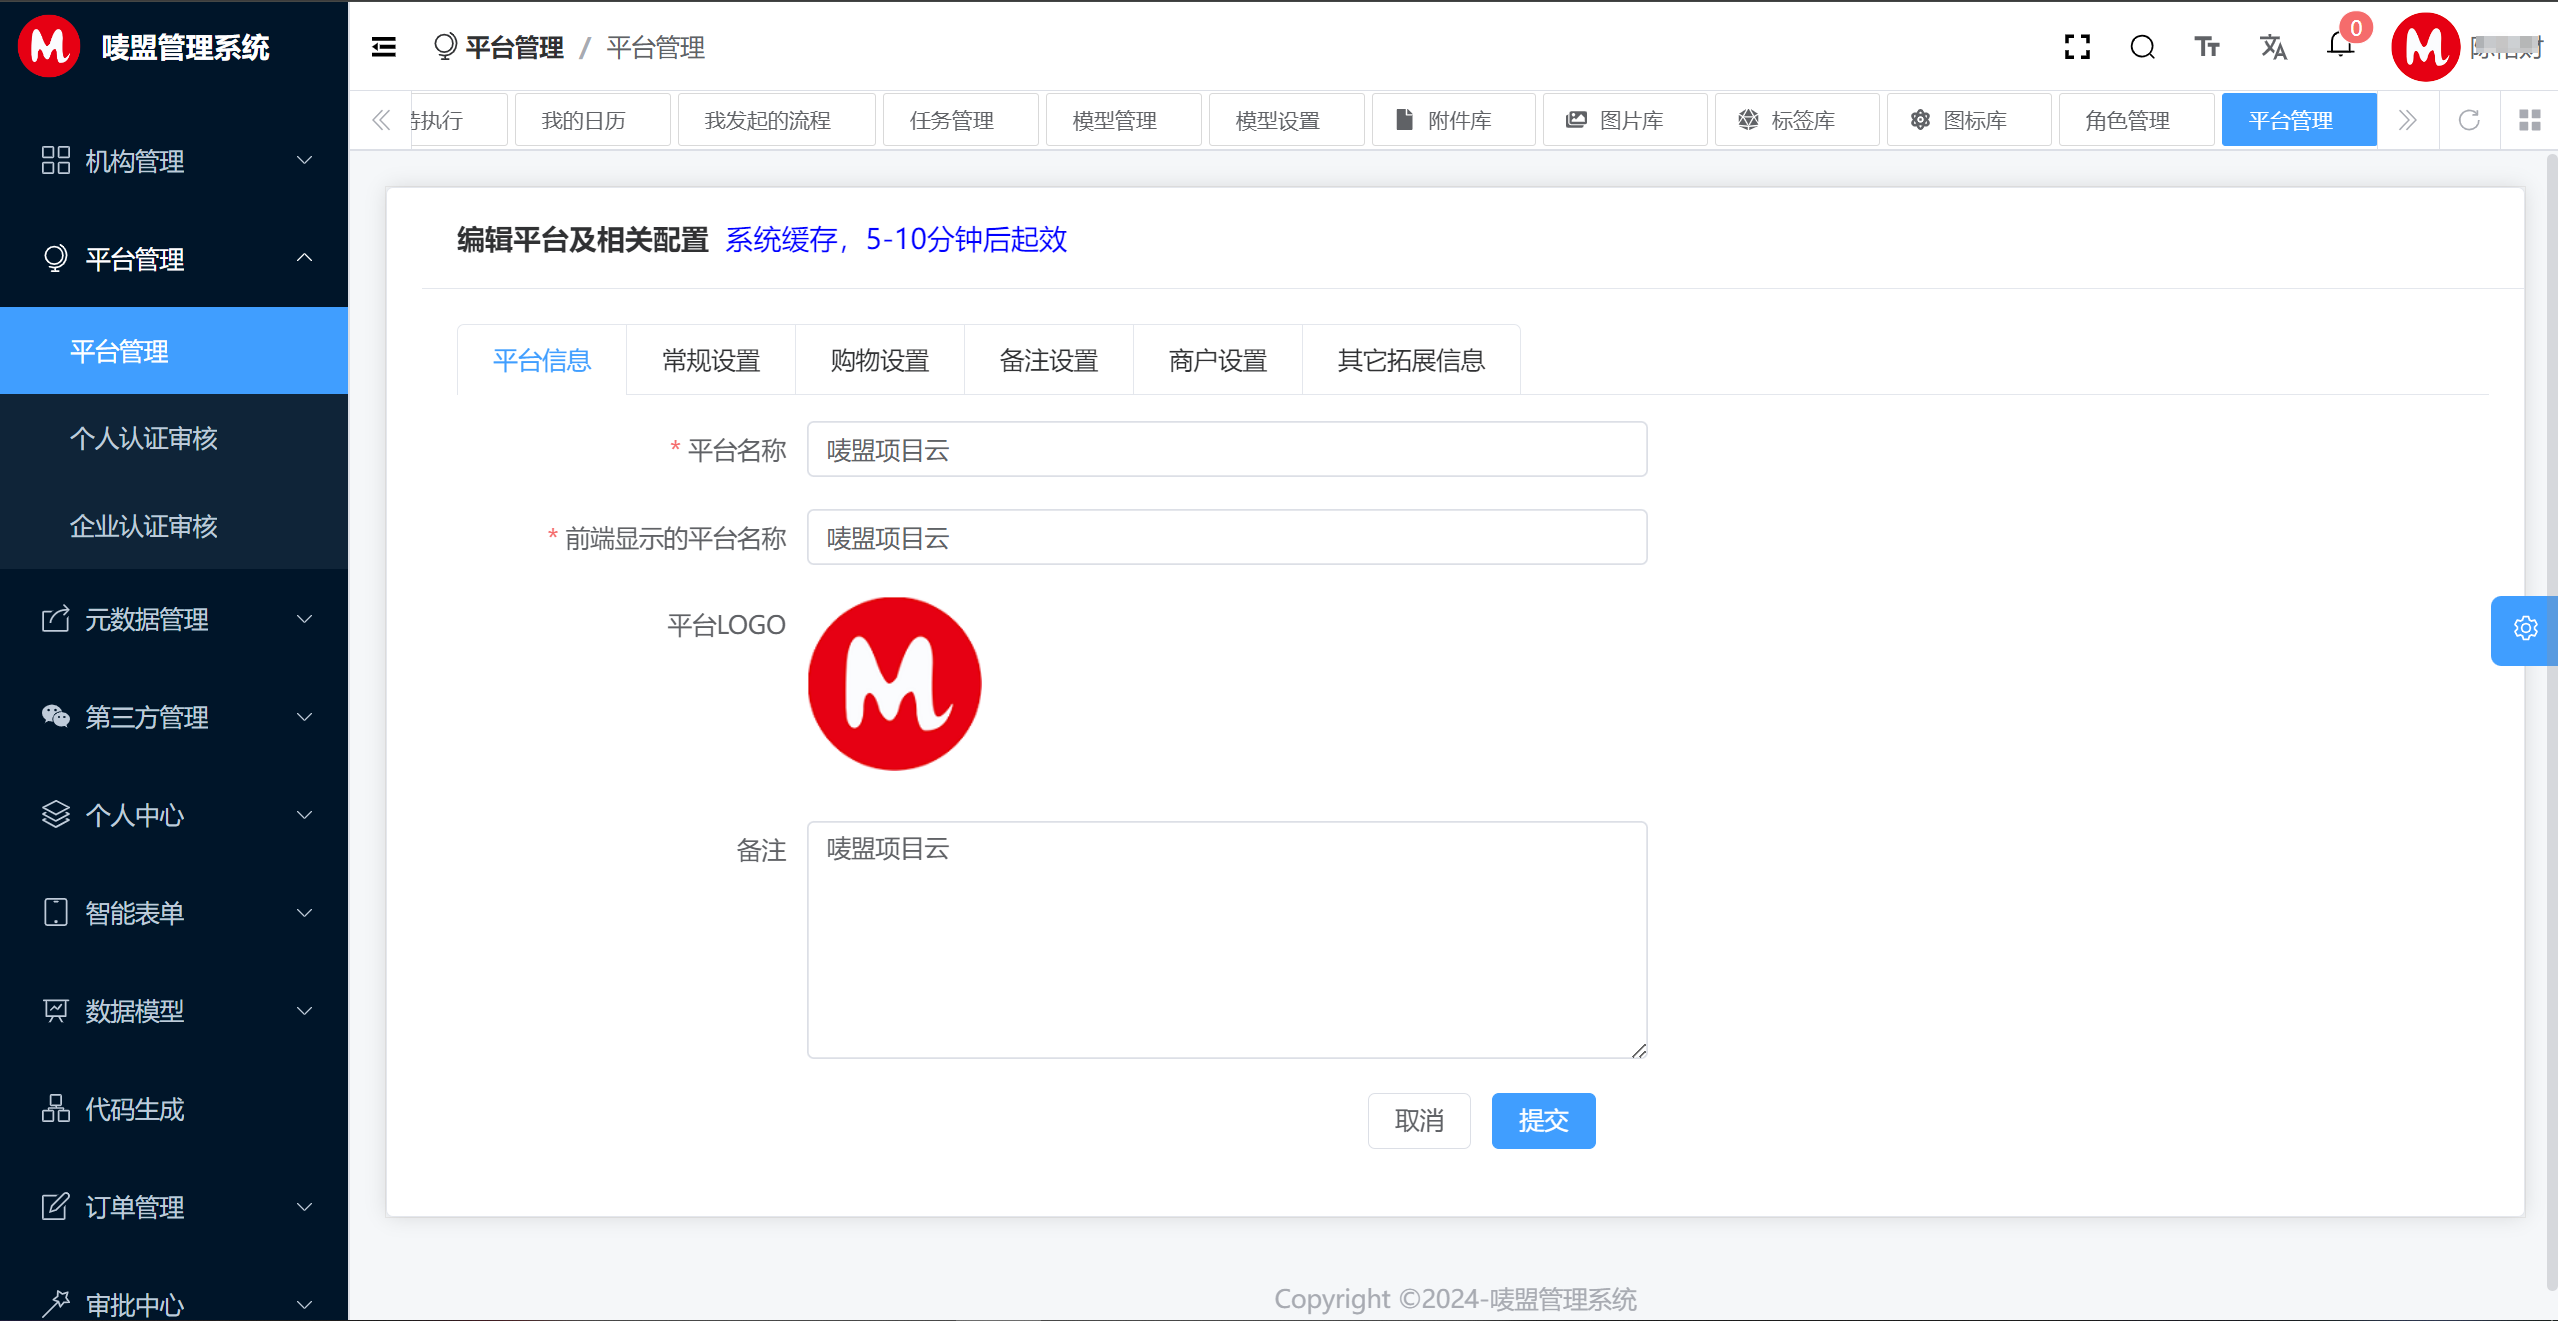 唛盟管理系统
平台管理 / 平台管理
0
执行
我的日历
我发起的流程
任务管理
模型管理
模型设置
附件库
图片库
标签库
图标库
角色管理
平台管理
机构管理
平台管理
平台管理
个人认证审核
企业认证审核
元数据管理
第三方管理
个人中心
智能表单
数据模型
代码生成
订单管理
审批中心
编辑平台及相关配置 系统缓存，5-10分钟后起效
平台信息
常规设置
购物设置
备注设置
商户设置
其它拓展信息
* 平台名称 唛盟项目云
* 前端显示的平台名称 唛盟项目云
平台LOGO
备注 唛盟项目云
取消
提交
Copyright ©2024-唛盟管理系统